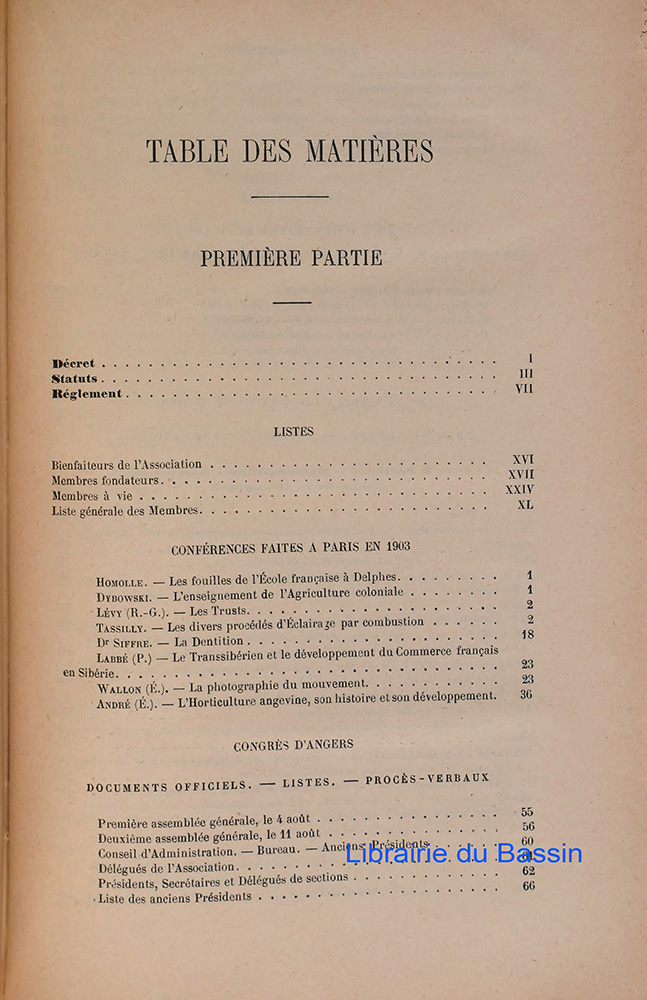 TABLE DES MATIÈRES
PREMIÈRE PARTIE
Décret . . . . . . . . . . . . . . . . . . . . . . . . . . I
Statuts . . . . . . . . . . . . . . . . . . . . . . . . . . III
Réglement . . . . . . . . . . . . . . . . . . . . . . . . . . VII
LISTES
Bienfaiteurs de l'Association . . . . . . . . . . . . . . . . . . . XVI
Membres fondateurs . . . . . . . . . . . . . . . . . . . . . . XVII
Membres à vie . . . . . . . . . . . . . . . . . . . . . . . . XXIV
Liste générale des Membres . . . . . . . . . . . . . . . . . . . XL
CONFÉRENCES FAITES A PARIS EN 1903
HOMOLLE. — Les fouilles de l'École française à Delphes. . . . . . . . . 1
DYBOWSKI. — L'enseignement de l'Agriculture coloniale . . . . . . . . 1
LÉVY (R.-G.). — Les Trusts. . . . . . . . . . . . . . . . . . . 2
TASSILLY. — Les divers procédés d'Éclairage par combustion . . . . . . 2
Dr SIFFRE. — La Dentition . . . . . . . . . . . . . . . . . . . 18
LABBÉ (P.) — Le Transsibérien et le développement du Commerce français
en Sibérie. . . . . . . . . . . . . . . . . . . . . . . . . . 23
WALLON (É.). — La photographie du mouvement. . . . . . . . . . . . 23
ANDRÉ (É.). — L'Horticulture angevine, son histoire et son développement. 36
CONGRÈS D'ANGERS
DOCUMENTS OFFICIELS. — LISTES. — PROCÈS-VERBAUX
Première assemblée générale, le 4 août . . . . . . . . . . . . . . 55
Deuxième assemblée générale, le 11 août . . . . . . . . . . . . . . 56
Conseil d'Administration. — Bureau. — Anciens Présidents. . . . . . . 60
Librairie du Bassin
Délégués de l'Association. . . . . . . . . . . . . . . . . . . .
Présidents, Secrétaires et Délégués de sections . . . . . . . . . . . 62
Liste des anciens Présidents . . . . . . . . . . . . . . . . . . 66